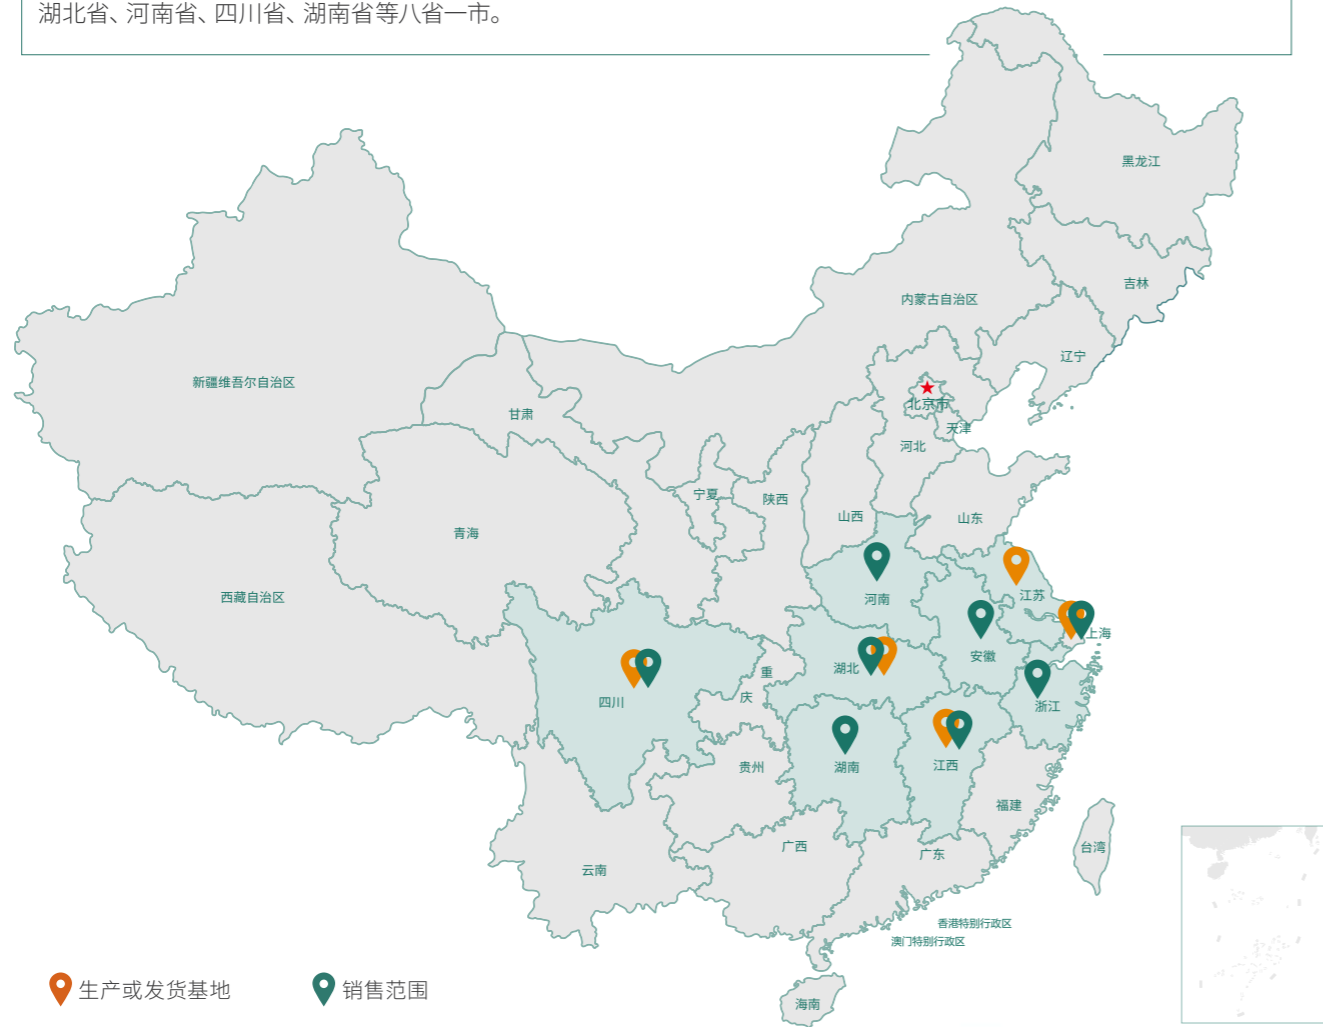 湖北省、河南省、四川省、湖南省等八省一市。
黑龙江
吉林
内蒙古自治区
辽宁
新疆维吾尔自治区
北京市
甘肃
天津
河北
宁夏
陕西
山西
山东
青海
西藏自治区
河南
江苏
上海
安徽
湖北
重庆
四川
浙江
贵州
湖南
江西
福建
广西
广东
台湾
云南
香港特别行政区
澳门特别行政区
海南
生产或发货基地
销售范围